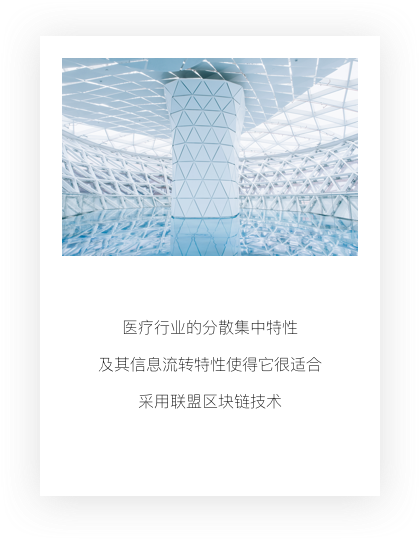 医疗行业的分散集中特性
及其信息流转特性使得它很适合
采用联盟区块链技术